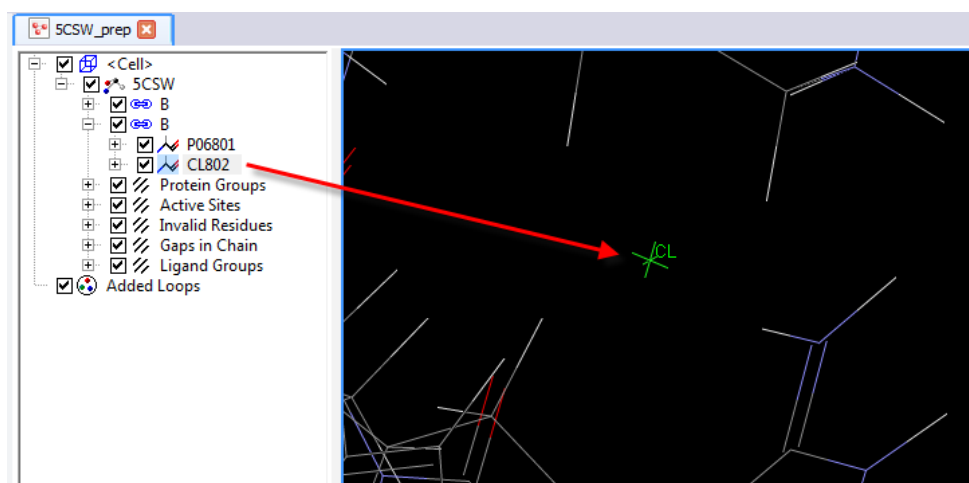 5CSW_prep
<Cell>
5CSW
B
B
P06801
CL802
Protein Groups
Active Sites
Invalid Residues
Gaps in Chain
Ligand Groups
Added Loops
CL